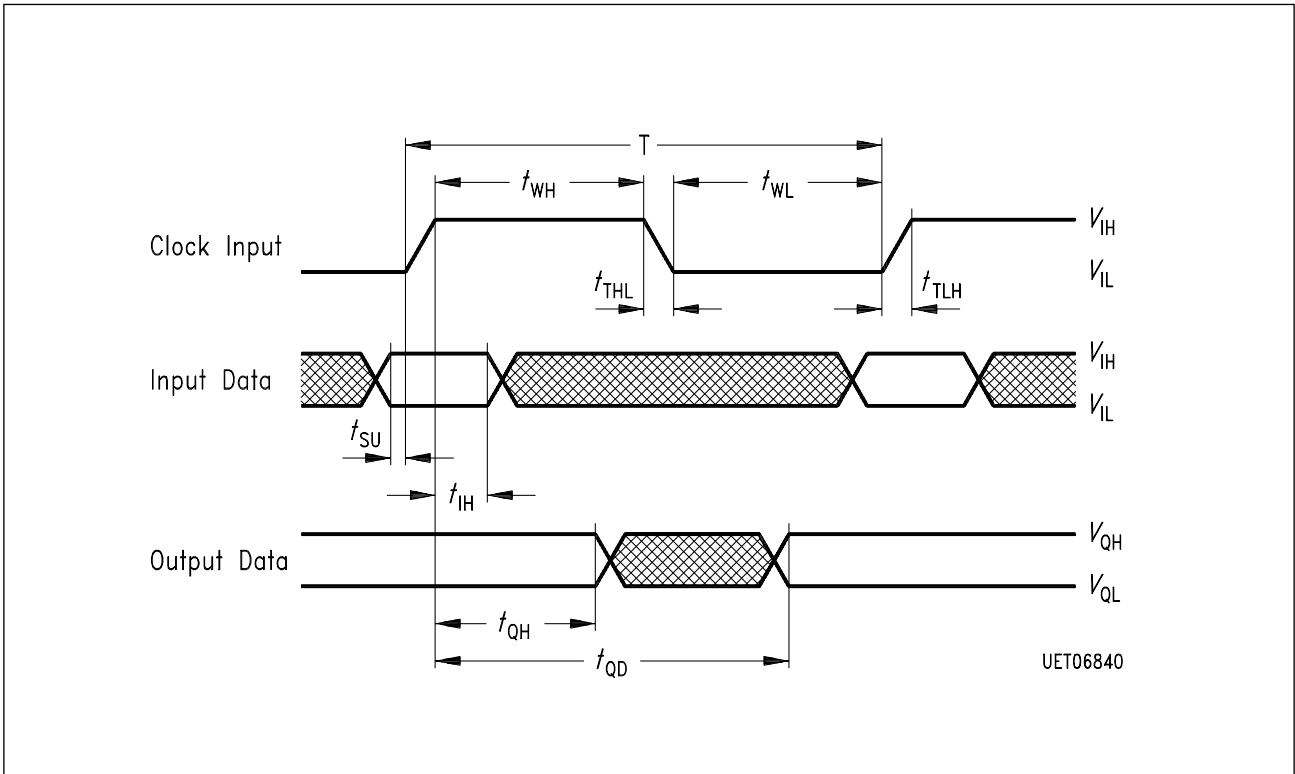 T
tWH
tWL
Clock Input
VIH
VIL
tTHL
tTLH
Input Data
VIH
VIL
tSU
tIH
Output Data
VQH
VQL
tQH
tQD
UET06840